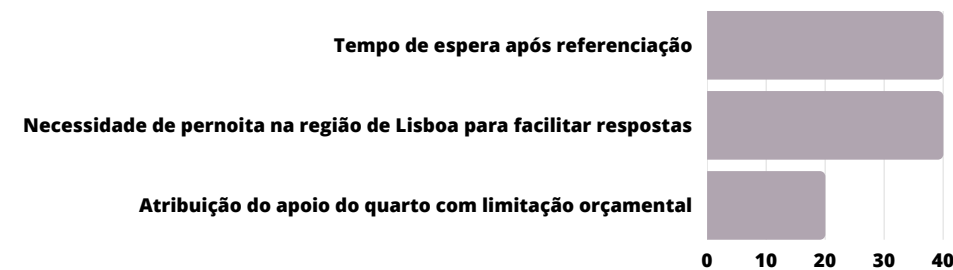 Tempo de espera após referenciação
Necessidade de pernoita na região de Lisboa para facilitar respostas
Atribuição do apoio do quarto com limitação orçamental
0 10 20 30 40